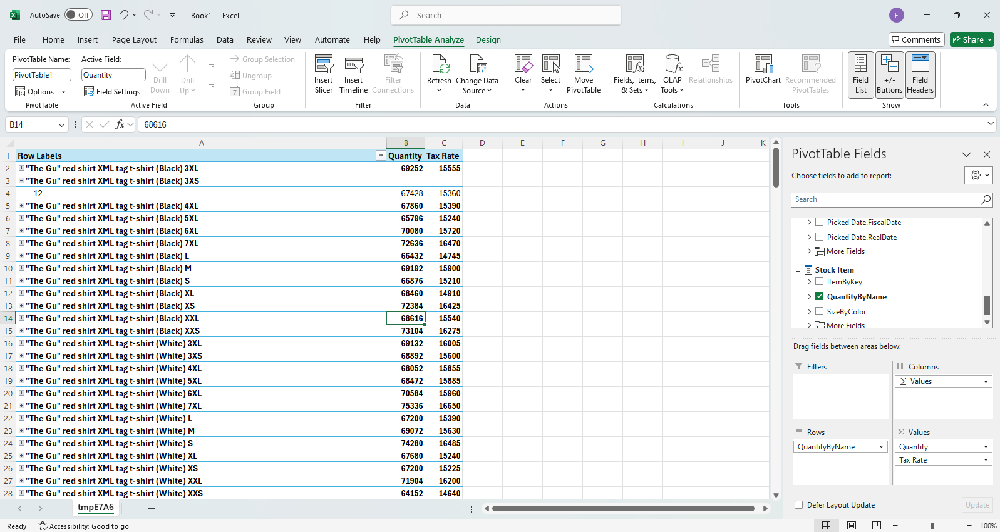 AutoSave Off Book1 - Excel Search F
File Home Insert Page Layout Formulas Data Review View Automate Help PivotTable Analyze Design Comments Share
PivotTable Name:
PivotTable1
Options
PivotTable
Active Field:
Quantity
Field Settings
Drill Down
Drill Up
Active Field
Group Selection
Ungroup
Group Field
Group
Insert Slicer
Insert Timeline
Filter Connections
Filter
Refresh
Change Data Source
Data
Clear
Select
Move PivotTable
Actions
Fields, Items, & Sets
OLAP Tools
Relationships
Calculations
PivotChart
Recommended PivotTables
Tools
Field List
+/- Buttons
Field Headers
Show
B14 fx 68616
A B C D E F G H I J K
1 Row Labels Quantity Tax Rate
2 "The Gu" red shirt XML tag t-shirt (Black) 3XL 69252 15555
3 "The Gu" red shirt XML tag t-shirt (Black) 3XS
4 12 67428 15360
5 "The Gu" red shirt XML tag t-shirt (Black) 4XL 67860 15390
6 "The Gu" red shirt XML tag t-shirt (Black) 5XL 65796 15240
7 "The Gu" red shirt XML tag t-shirt (Black) 6XL 70080 15720
8 "The Gu" red shirt XML tag t-shirt (Black) 7XL 72636 16470
9 "The Gu" red shirt XML tag t-shirt (Black) L 66432 14745
10 "The Gu" red shirt XML tag t-shirt (Black) M 69192 15900
11 "The Gu" red shirt XML tag t-shirt (Black) S 66876 15210
12 "The Gu" red shirt XML tag t-shirt (Black) XL 68460 14910
13 "The Gu" red shirt XML tag t-shirt (Black) XS 72384 16425
14 "The Gu" red shirt XML tag t-shirt (Black) XXL 68616 15540
15 "The Gu" red shirt XML tag t-shirt (Black) XXS 73104 16275
16 "The Gu" red shirt XML tag t-shirt (White) 3XL 69132 16005
17 "The Gu" red shirt XML tag t-shirt (White) 3XS 68892 15600
18 "The Gu" red shirt XML tag t-shirt (White) 4XL 68052 15855
19 "The Gu" red shirt XML tag t-shirt (White) 5XL 68472 15885
20 "The Gu" red shirt XML tag t-shirt (White) 6XL 70584 15960
21 "The Gu" red shirt XML tag t-shirt (White) 7XL 75336 16650
22 "The Gu" red shirt XML tag t-shirt (White) L 67200 15390
23 "The Gu" red shirt XML tag t-shirt (White) M 69072 15630
24 "The Gu" red shirt XML tag t-shirt (White) S 74280 16485
25 "The Gu" red shirt XML tag t-shirt (White) XL 67680 15240
26 "The Gu" red shirt XML tag t-shirt (White) XS 67200 15225
27 "The Gu" red shirt XML tag t-shirt (White) XXL 71904 16200
28 "The Gu" red shirt XML tag t-shirt (White) XXS 64152 14640
PivotTable Fields
Choose fields to add to report:
Search
Picked Date.FiscalDate
Picked Date.RealDate
More Fields
Stock Item
ItemByKey
QuantityByName
SizeByColor
More Fields
Drag fields between areas below:
Filters
Columns
Σ Values
Rows
QuantityByName
Σ Values
Quantity
Tax Rate
Defer Layout Update Update
tmpE7A6
Ready Accessibility: Good to go 100%